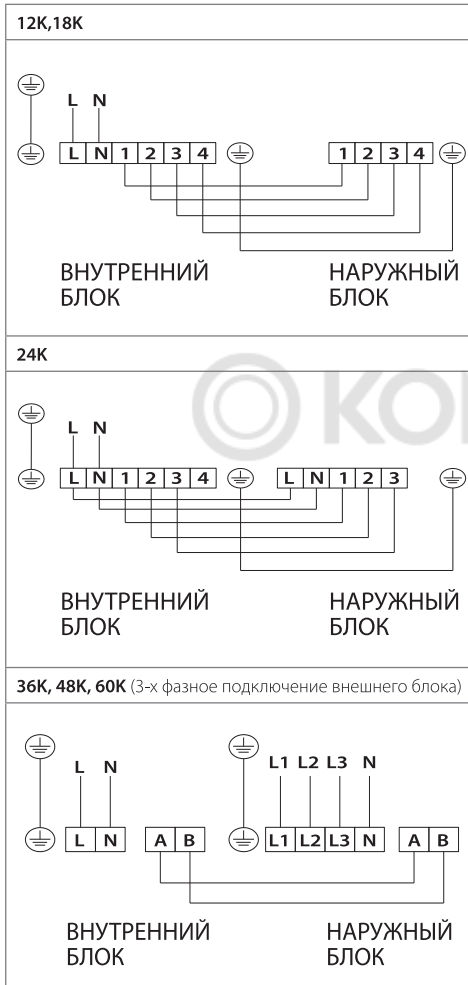 12K,18K
L N
L N 1 2 3 4 1 2 3 4
ВНУТРЕННИЙ
БЛОК
НАРУЖНЫЙ
БЛОК
24K
L N
L N 1 2 3 4 L N 1 2 3
ВНУТРЕННИЙ
БЛОК
НАРУЖНЫЙ
БЛОК
36K, 48K, 60K (3-х фазное подключение внешнего блока)
L N L1 L2 L3 N
L N A B L1 L2 L3 N A B
ВНУТРЕННИЙ
БЛОК
НАРУЖНЫЙ
БЛОК